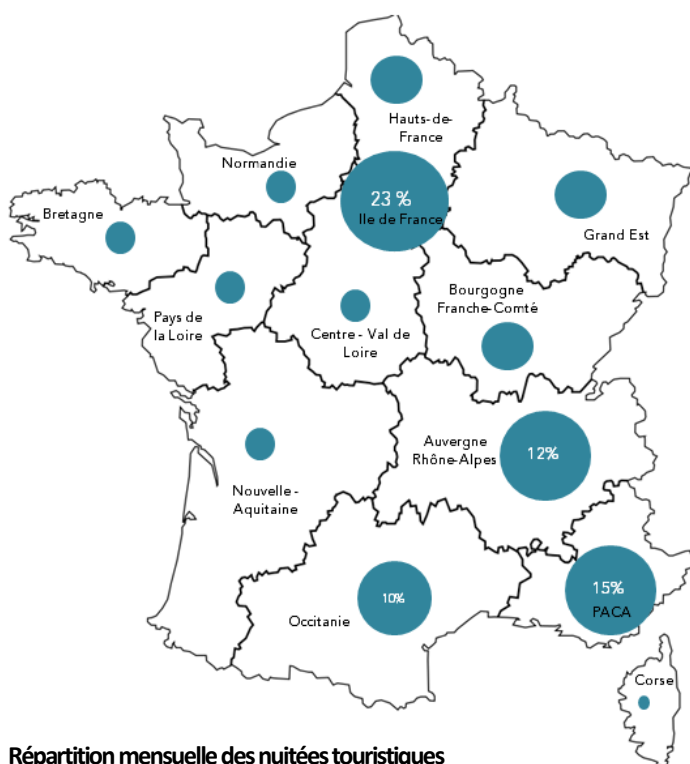 Hauts-de-
France
Normandie
23 %
Ile de France
Bretagne
Grand Est
Bourgogne
Franche-Comté
Pays de
la Loire
Centre - Val de
Loire
Auvergne
Rhône-Alpes
12%
Nouvelle -
Aquitaine
15%
PACA
10%
Occitanie
Corse
Répartition mensuelle des nuitées touristiques